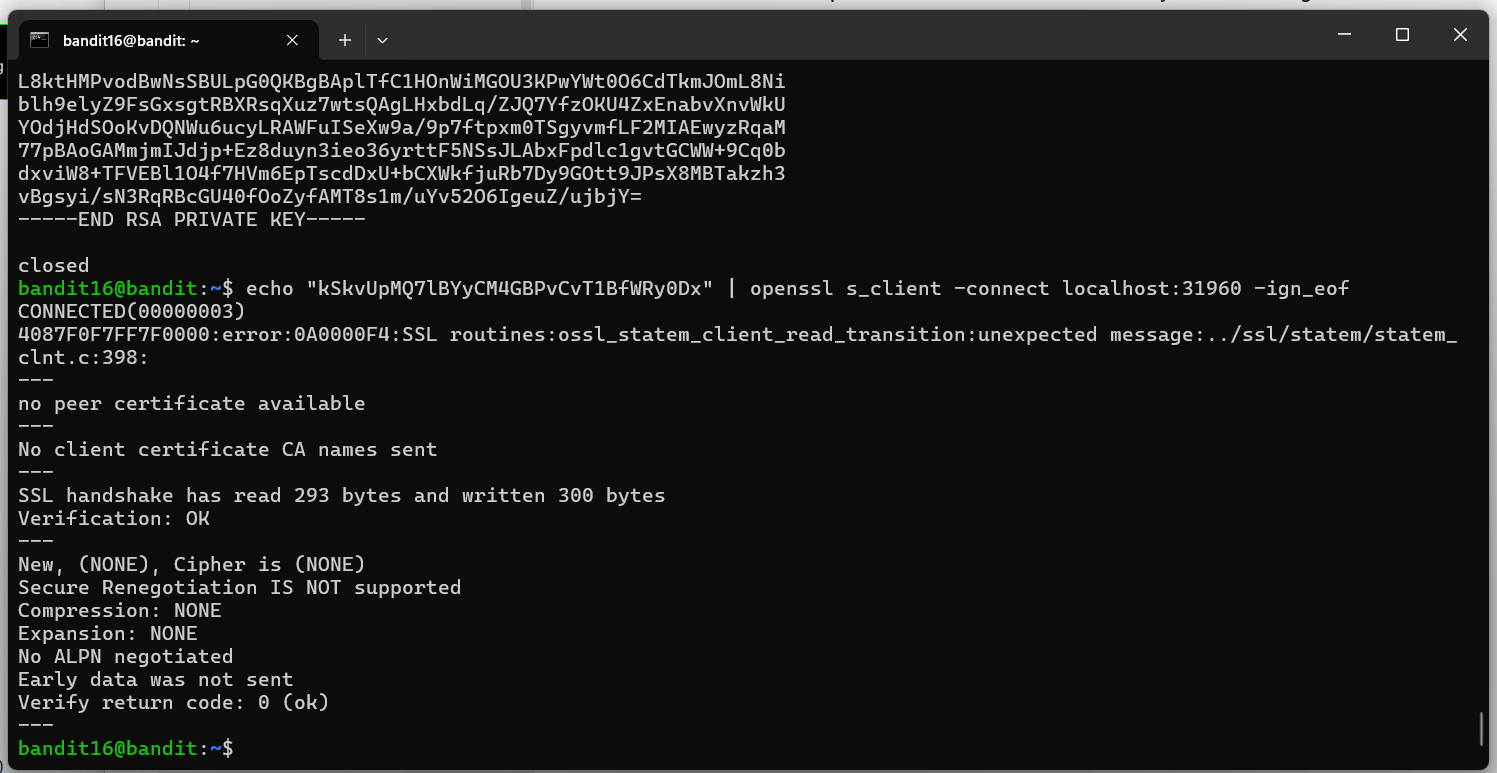 bandit16@bandit: ~
L8ktHMPvodBwNsSBULpG0QKBgBAplTfC1HOnWiMGOU3KPwYWt0O6CdTkmJOmL8Ni
blh9elyZ9FsGxsgtRBXRsqXuz7wtsQAgLHxbdLq/ZJQ7YfzOKU4ZxEnabvXnvWkU
YOdjHdSOoKvDQNWu6ucyLRAWFuISeXw9a/9p7ftpxm0TSgyvmfLF2MIAEwyzRqaM
77pBAoGAMmjmIJdjp+Ez8duyn3ieo36yrttF5NSsJLAbxFpdlc1gvtGCWW+9Cq0b
dxviW8+TFVEBl1O4f7HVm6EpTscdDxU+bCXWkfjuRb7Dy9GOtt9JPsX8MBTakzh3
vBgsyi/sN3RqRBcGU40fOoZyfAMT8s1m/uYv52O6IgeuZ/ujbjY=
-----END RSA PRIVATE KEY-----
closed
bandit16@bandit:~$ echo "kSkvUpMQ7lBYyCM4GBPvCvT1BfWRy0Dx" | openssl s_client -connect localhost:31960 -ign_eof
CONNECTED(00000003)
4087F0F7FF7F0000:error:0A0000F4:SSL routines:ossl_statem_client_read_transition:unexpected message:../ssl/statem/statem_
clnt.c:398:
---
no peer certificate available
---
No client certificate CA names sent
---
SSL handshake has read 293 bytes and written 300 bytes
Verification: OK
---
New, (NONE), Cipher is (NONE)
Secure Renegotiation IS NOT supported
Compression: NONE
Expansion: NONE
No ALPN negotiated
Early data was not sent
Verify return code: 0 (ok)
---
bandit16@bandit:~$